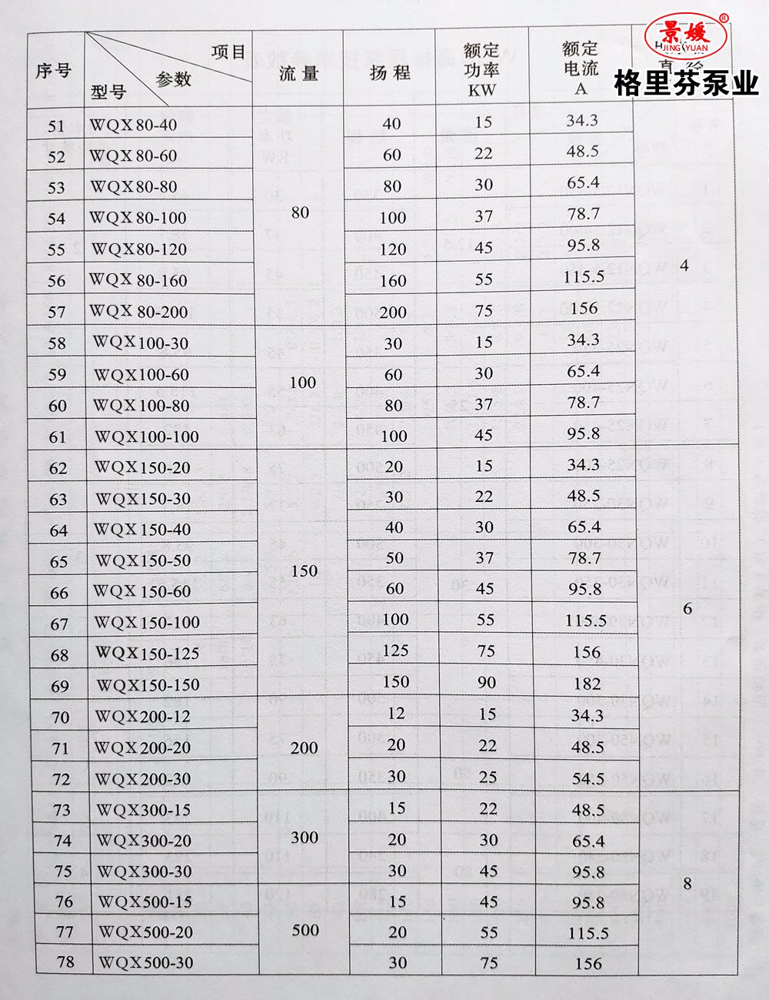 景媛®
JINGYUAN
格里芬泵业
序号 项目 参数 型号 流量 扬程 额定功率 KW 额定电流 A
51 WQX80-40 80 40 15 34.3 4
52 WQX80-60 60 22 48.5
53 WQX80-80 80 30 65.4
54 WQX80-100 100 37 78.7
55 WQX80-120 120 45 95.8
56 WQX80-160 160 55 115.5
57 WQX80-200 200 75 156
58 WQX100-30 100 30 15 34.3
59 WQX100-60 60 30 65.4
60 WQX100-80 80 37 78.7
61 WQX100-100 100 45 95.8
62 WQX150-20 150 20 15 34.3 6
63 WQX150-30 30 22 48.5
64 WQX150-40 40 30 65.4
65 WQX150-50 50 37 78.7
66 WQX150-60 60 45 95.8
67 WQX150-100 100 55 115.5
68 WQX150-125 125 75 156
69 WQX150-150 150 90 182
70 WQX200-12 200 12 15 34.3
71 WQX200-20 20 22 48.5
72 WQX200-30 30 25 54.5
73 WQX300-15 300 15 22 48.5 8
74 WQX300-20 20 30 65.4
75 WQX300-30 30 45 95.8
76 WQX500-15 500 15 45 95.8
77 WQX500-20 20 55 115.5
78 WQX500-30 30 75 156